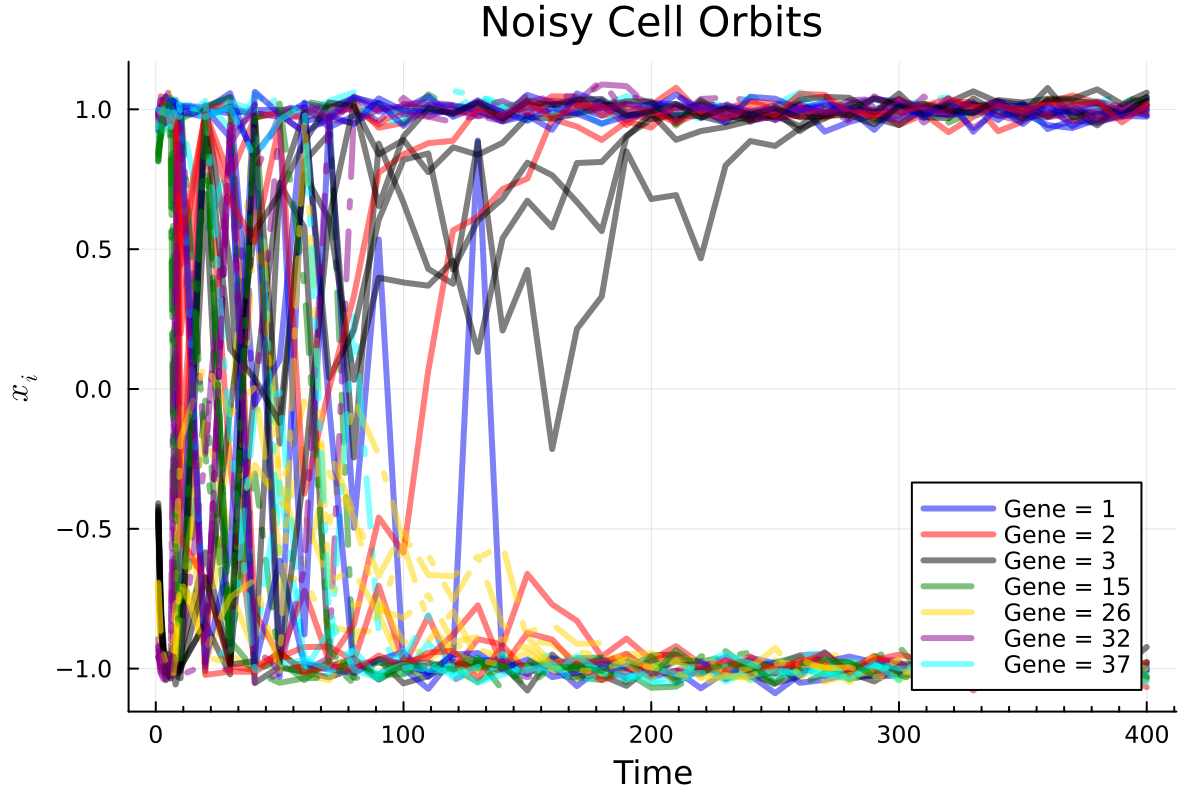 Noisy Cell Orbits
1.0
0.5
0.0
−0.5
−1.0
x_i
Gene = 1
Gene = 2
Gene = 3
Gene = 15
Gene = 26
Gene = 32
Gene = 37
0 100 200 300 400
Time